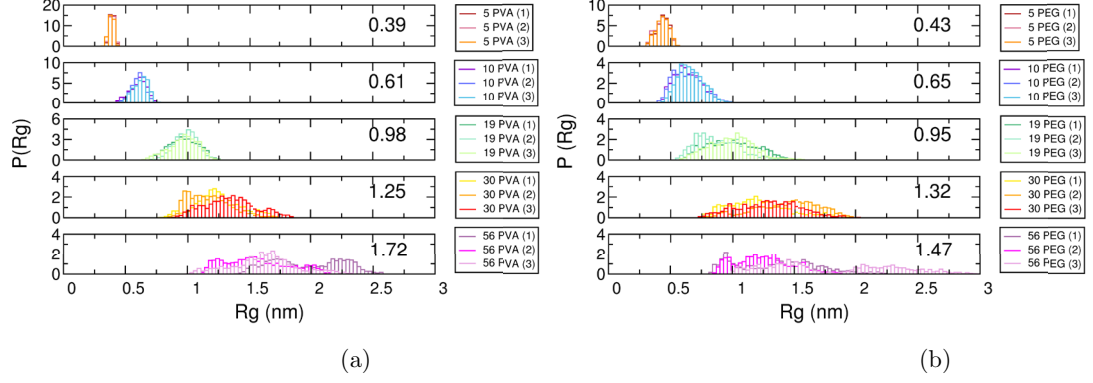 20
15
10
5
0
0.39
5 PVA (1)
5 PVA (2)
5 PVA (3)
10
5
0
0.61
10 PVA (1)
10 PVA (2)
10 PVA (3)
6
3
0
0.98
19 PVA (1)
19 PVA (2)
19 PVA (3)
4
2
0
1.25
30 PVA (1)
30 PVA (2)
30 PVA (3)
4
2
0
1.72
56 PVA (1)
56 PVA (2)
56 PVA (3)
P(Rg)
0 0.5 1 1.5 2 2.5 3
Rg (nm)
(a)
10
5
0
0.43
5 PEG (1)
5 PEG (2)
5 PEG (3)
4
2
0
0.65
10 PEG (1)
10 PEG (2)
10 PEG (3)
4
2
0
0.95
19 PEG (1)
19 PEG (2)
19 PEG (3)
4
2
0
1.32
30 PEG (1)
30 PEG (2)
30 PEG (3)
4
2
0
1.47
56 PEG (1)
56 PEG (2)
56 PEG (3)
P (Rg)
0 0.5 1 1.5 2 2.5 3
Rg (nm)
(b)